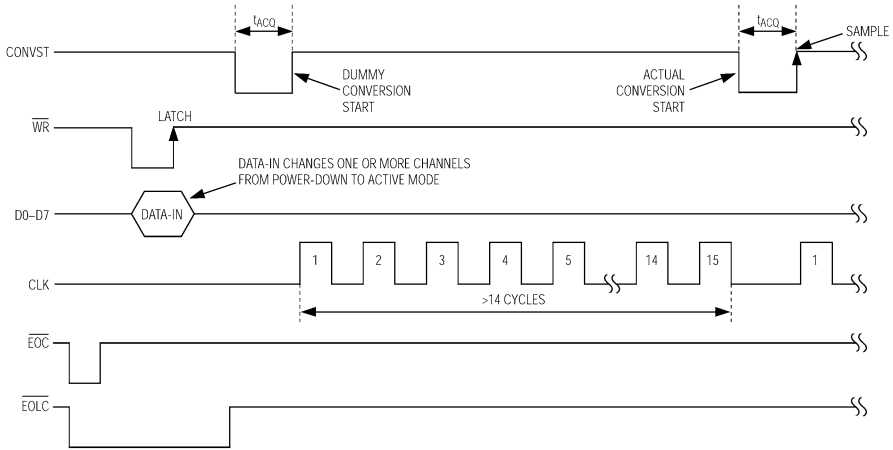 tACQ
tACQ
SAMPLE
CONVST
DUMMY
CONVERSION
START
ACTUAL
CONVERSION
START
LATCH
WR
DATA-IN CHANGES ONE OR MORE CHANNELS
FROM POWER-DOWN TO ACTIVE MODE
D0–D7
DATA-IN
1
2
3
4
5
14
15
1
CLK
>14 CYCLES
EOC
EOLC